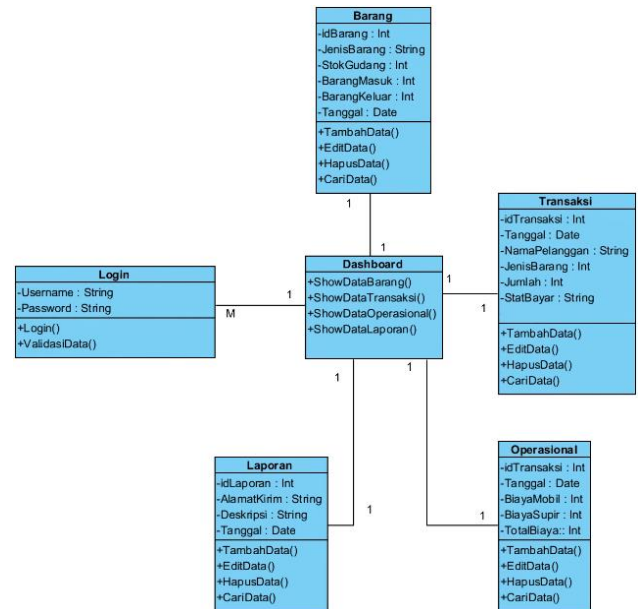 Barang
-idBarang : Int
-JenisBarang : String
-StokGudang : Int
-BarangMasuk : Int
-BarangKeluar : Int
-Tanggal : Date
+TambahData()
+EditData()
+HapusData()
+CariData()
1
1
Transaksi
-idTransaksi : Int
-Tanggal : Date
-NamaPelanggan : String
-JenisBarang : Int
-Jumlah : Int
-StatBayar : String
+TambahData()
+EditData()
+HapusData()
+CariData()
Dashboard
+ShowDataBarang()
+ShowDataTransaksi()
+ShowDataOperasional()
+ShowDataLaporan()
1
1
Login
-Username : String
-Password : String
+Login()
+ValidasiData()
1
M
1
1
Laporan
-idLaporan : Int
-AlamatKirim : String
-Deskripsi : String
-Tanggal : Date
+TambahData()
+EditData()
+HapusData()
+CariData()
1
1
Operasional
-idTransaksi : Int
-Tanggal : Date
-BiayaMobil : Int
-BiayaSupir : Int
-TotalBiaya:: Int
+TambahData()
+EditData()
+HapusData()
+CariData()